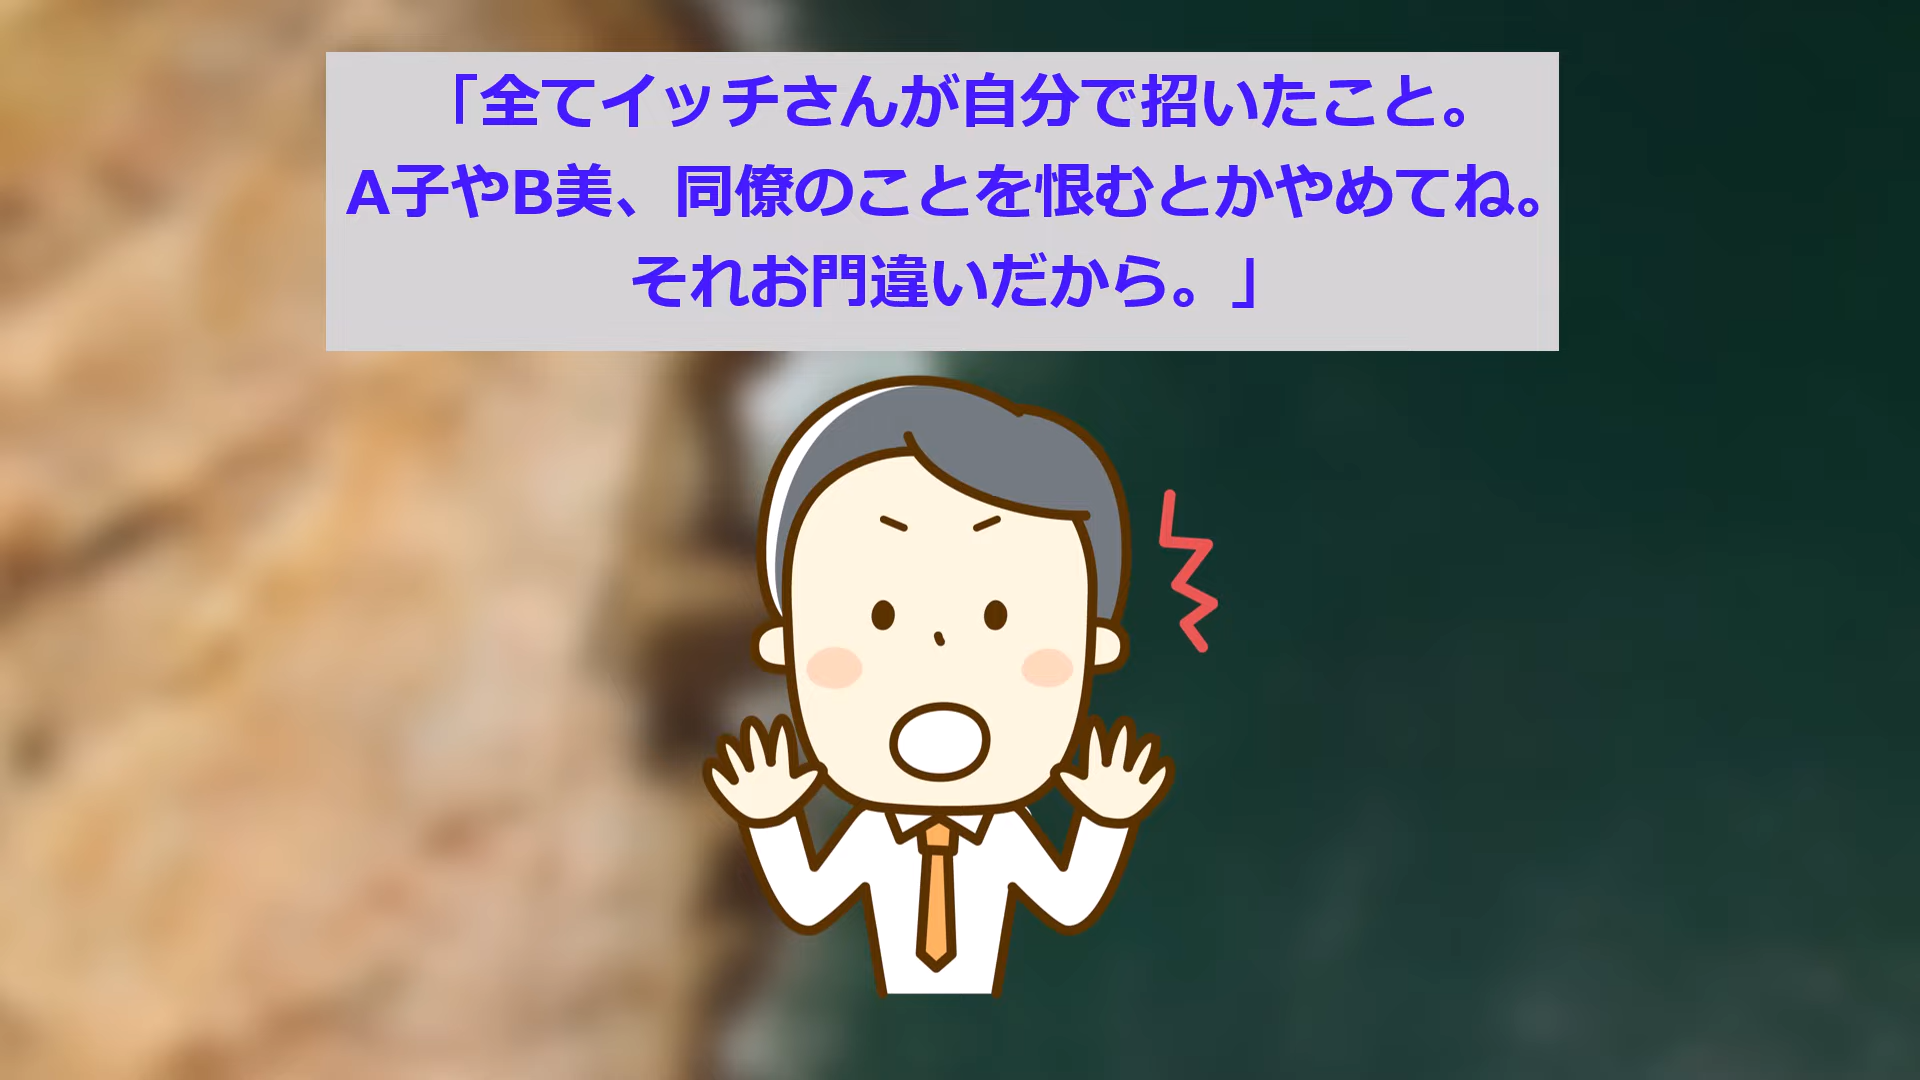 「全てイッチさんが自分で招いたこと。
A子やB美、同僚のことを恨むとかやめてね。
それお門違いだから。」